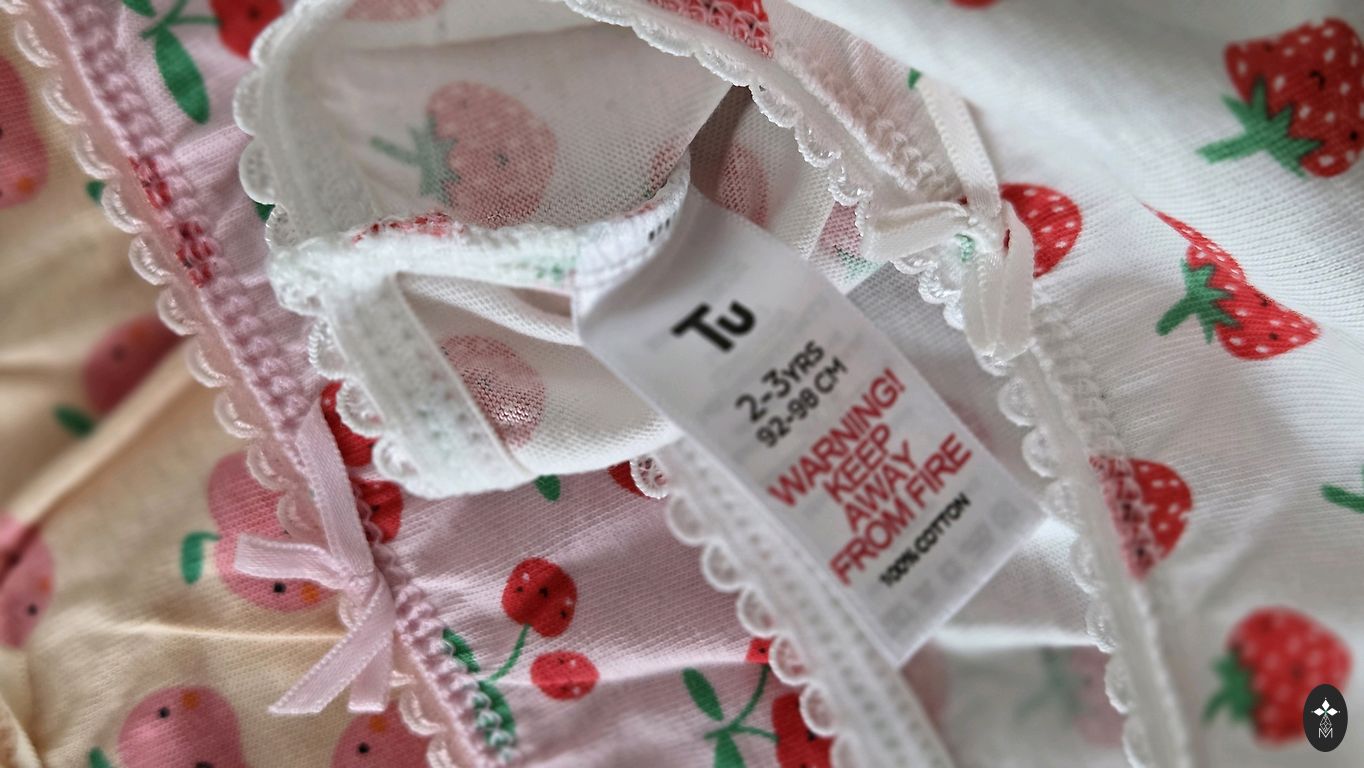 Tu
2-3YRS
92-98 CM
WARNING!
KEEP
AWAY
FROM FIRE
100% COTTON
M